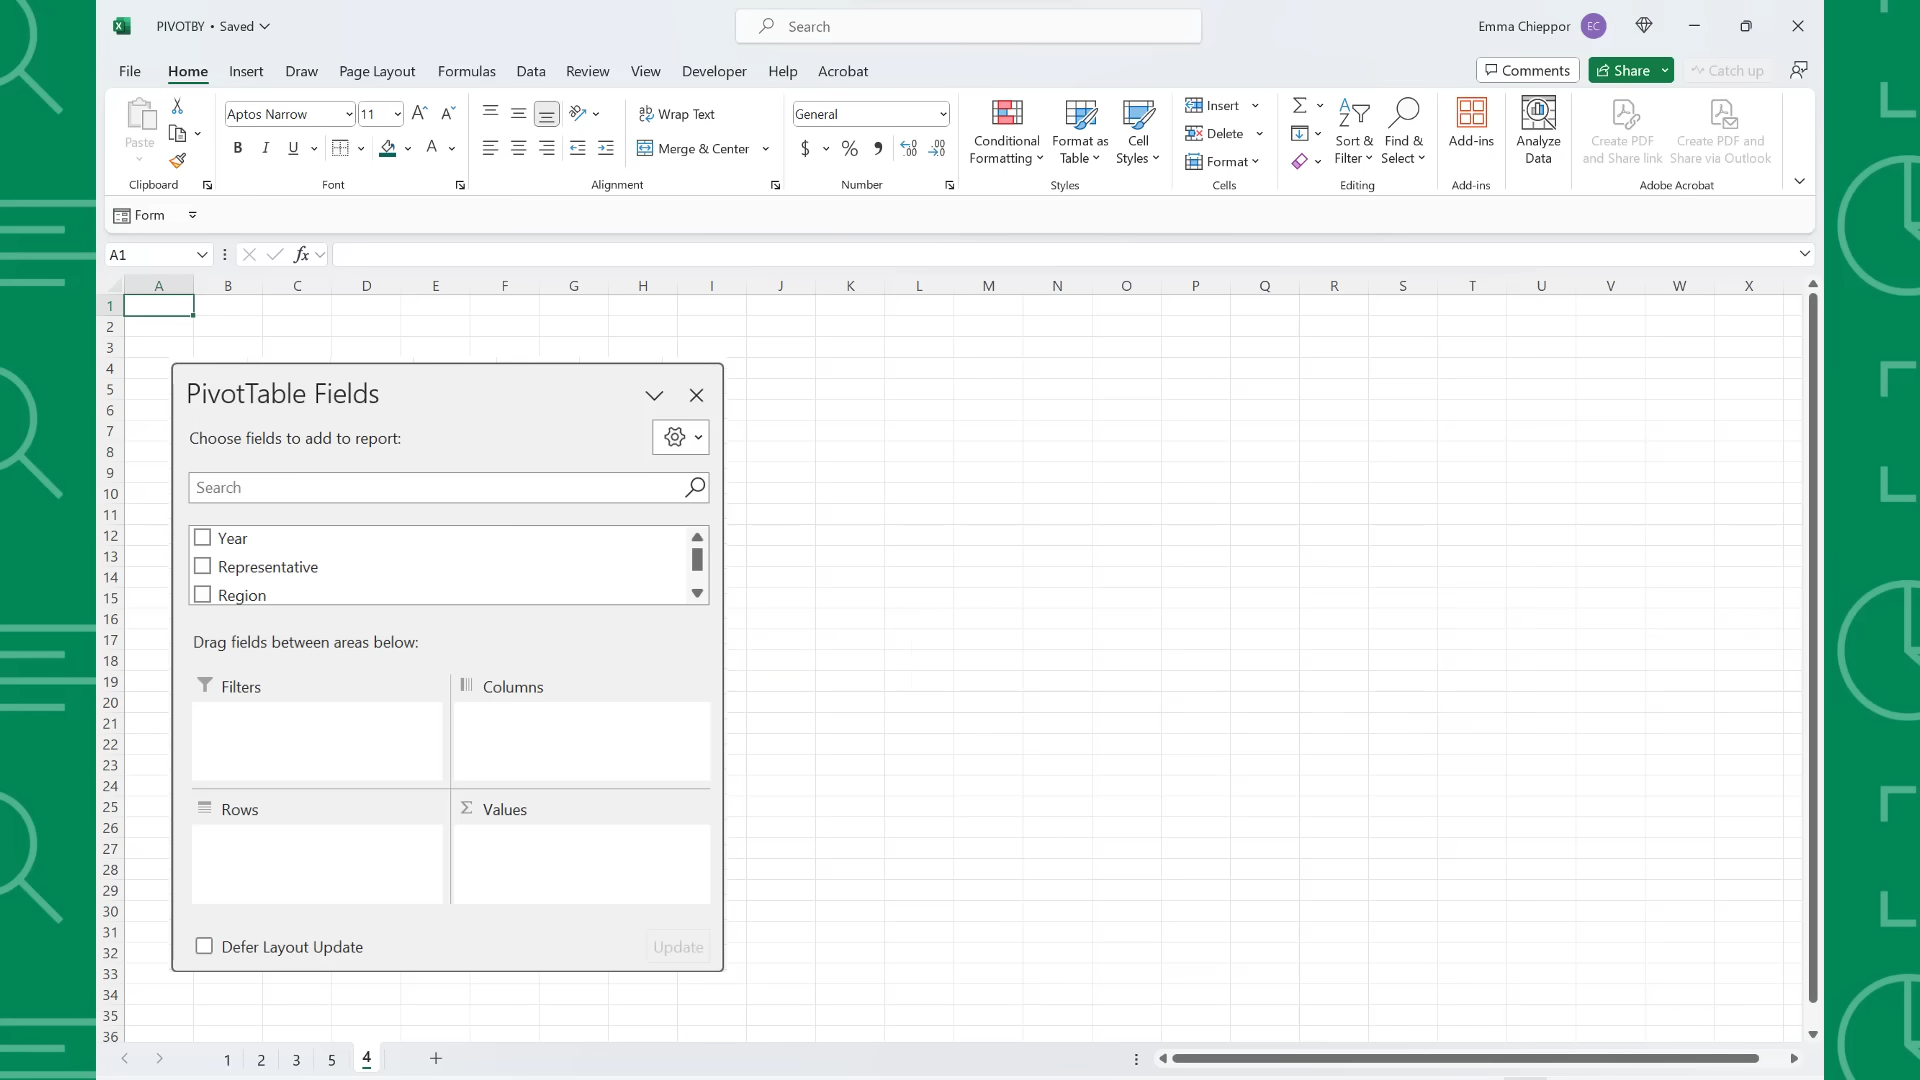 PIVOTBY • Saved
Search
Emma Chieppor
EC
File Home Insert Draw Page Layout Formulas Data Review View Developer Help Acrobat
Comments
Share
Catch up
Paste
Clipboard
Aptos Narrow
11
B I U
A
Font
Wrap Text
Merge & Center
Alignment
General
$ % 9
Number
Conditional
Formatting
Format as
Table
Cell
Styles
Styles
Insert
Delete
Format
Cells
Sort &
Filter
Find &
Select
Editing
Add-ins
Add-ins
Analyze
Data
Create PDF
and Share link
Create PDF and
Share via Outlook
Adobe Acrobat
Form
A1
fx
A B C D E F G H I J K L M N O P Q R S T U V W X
1
2
3
4
5
6
7
8
9
10
11
12
13
14
15
16
17
18
19
20
21
22
23
24
25
26
27
28
29
30
31
32
33
34
35
36
PivotTable Fields
Choose fields to add to report:
Search
Year
Representative
Region
Drag fields between areas below:
Filters
Columns
Rows
Σ Values
Defer Layout Update
Update
1 2 3 5 4